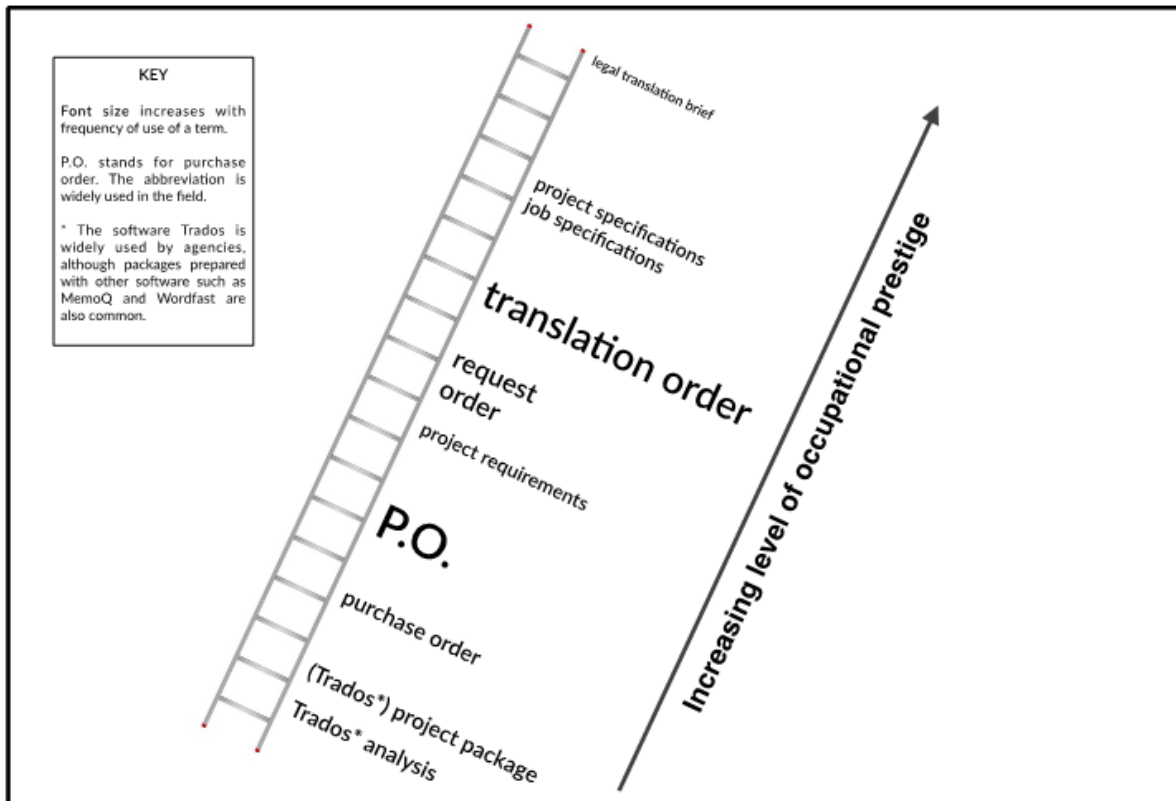 KEY
Font size increases with
frequency of use of a term.
P.O. stands for purchase
order. The abbreviation is
widely used in the field.
* The software Trados is
widely used by agencies,
although packages prepared
with other software such as
MemoQ and Wordfast are
also common.
legal translation brief
project specifications
job specifications
translation order
request
order
project requirements
P.O.
purchase order
(Trados*) project package
Trados* analysis
Increasing level of occupational prestige